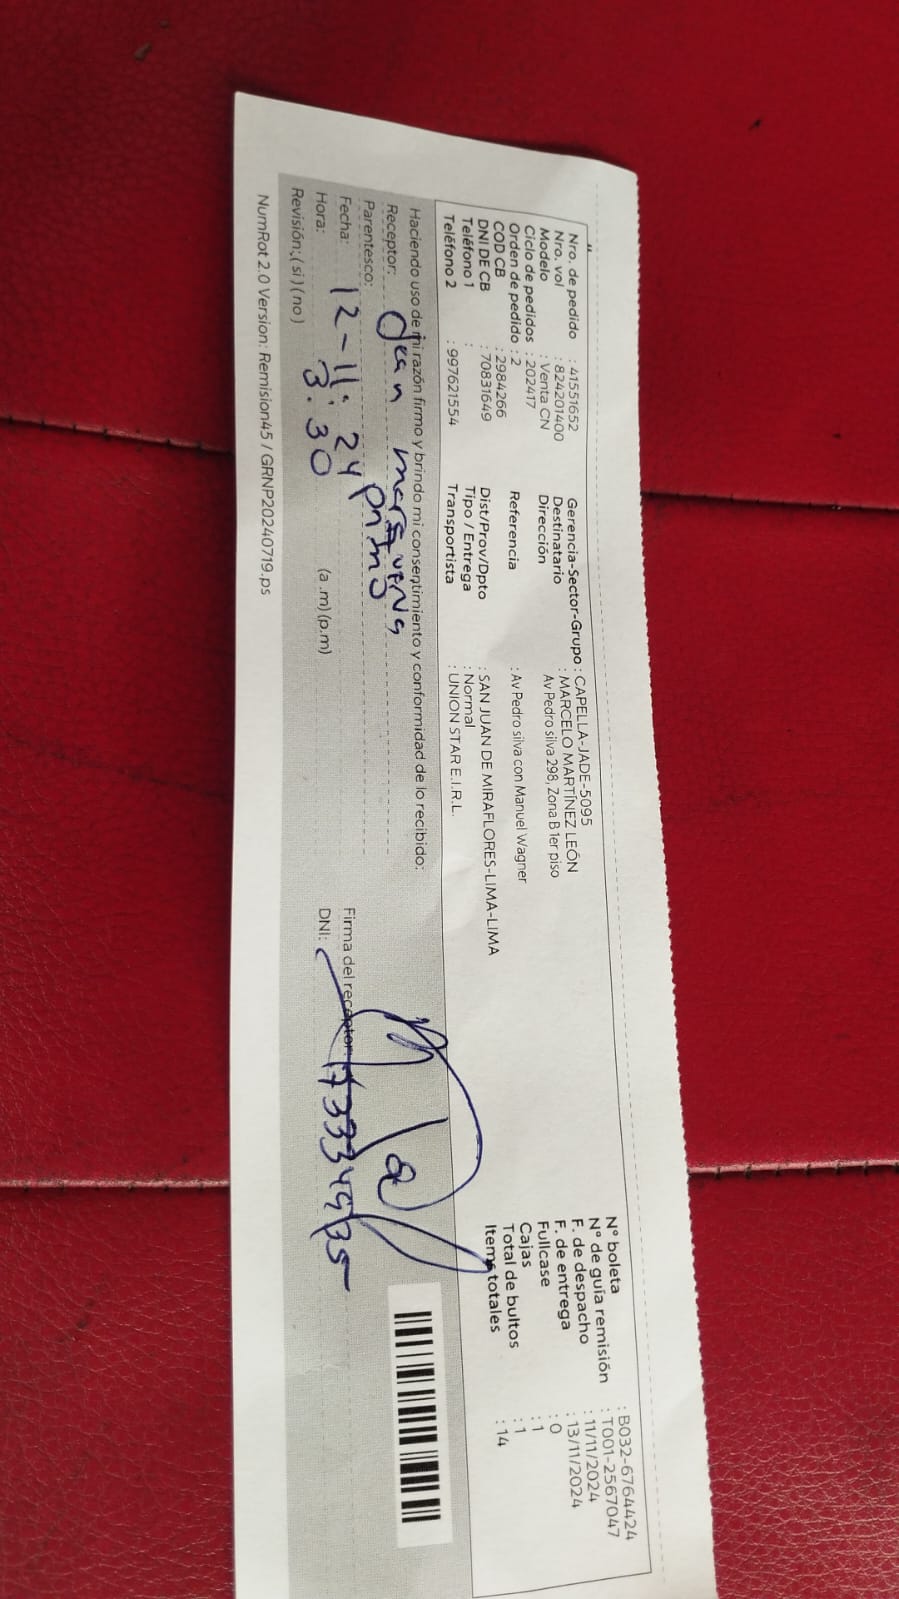 Nro. de pedido : 41551652
Nro. vol : 824201400
Modelo : Venta CN
Ciclo de pedidos : 202417
Orden de pedido : 2
COD CB : 2984266
DNI DE CB : 70831649
Teléfono 1 :
Teléfono 2 : 997621554
Gerencia-Sector-Grupo : CAPELLA-JADE-5095
Destinatario : MARCELO MARTÍNEZ LEÓN
Dirección Av Pedro silva 298, Zona B 1er piso
Referencia : Av Pedro silva con Manuel Wagner
Dist/Prov/Dpto : SAN JUAN DE MIRAFLORES-LIMA-LIMA
Tipo / Entrega : Normal
Transportista : UNION STAR E.I.R.L.
N° boleta : B032-6764424
N° de guía remisión : T001-2567047
F. de despacho : 11/11/2024
F. de entrega : 13/11/2024
Fullcase : 0
Cajas : 1
Total de bultos : 1
Items totales : 14
Haciendo uso de mi razón firmo y brindo mi consentimiento y conformidad de lo recibido:
Receptor:
Parentesco: Primo
Fecha: 12-11-24
Hora: 3:30 (a.m)(p.m)
Revisión:(si)(no)
Firma del receptor:
DNI:
NumRot 2.0 Version: Remision45 / GRNP20240719.ps